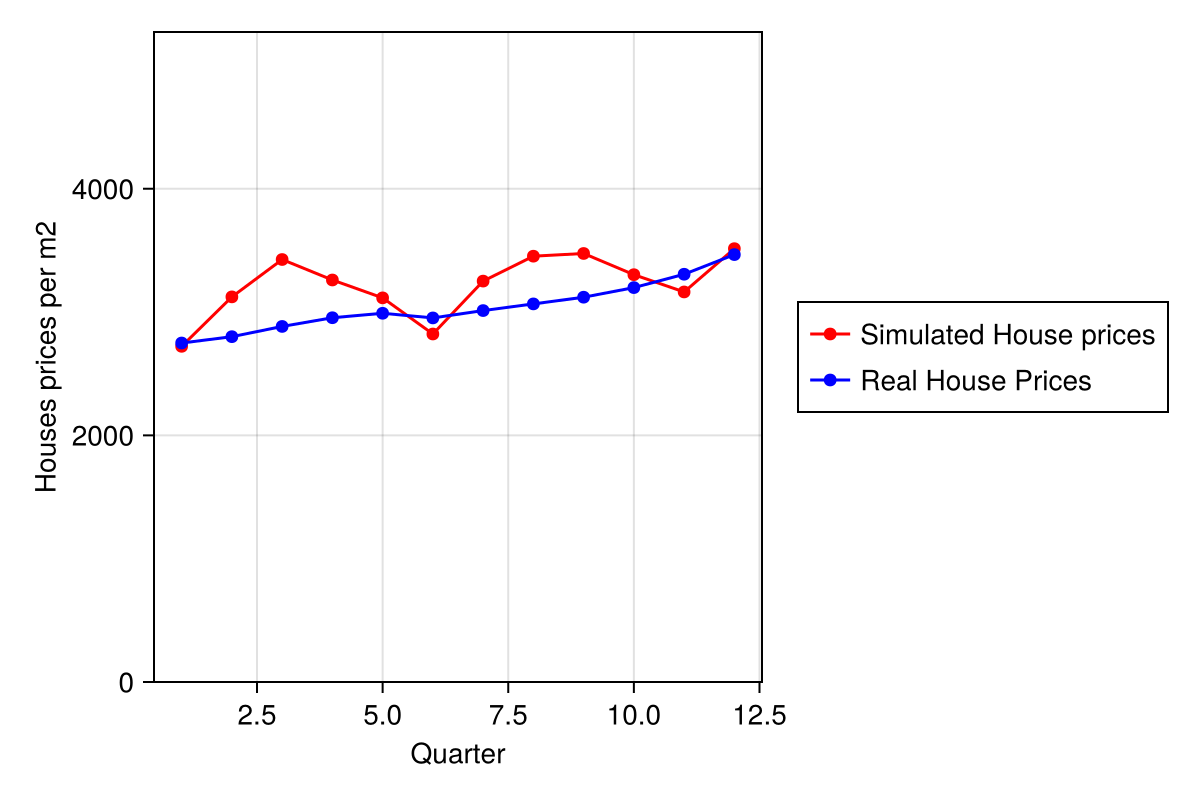 Houses prices per m2
4000
2000
0
2.5 5.0 7.5 10.0 12.5
Quarter
Simulated House prices
Real House Prices